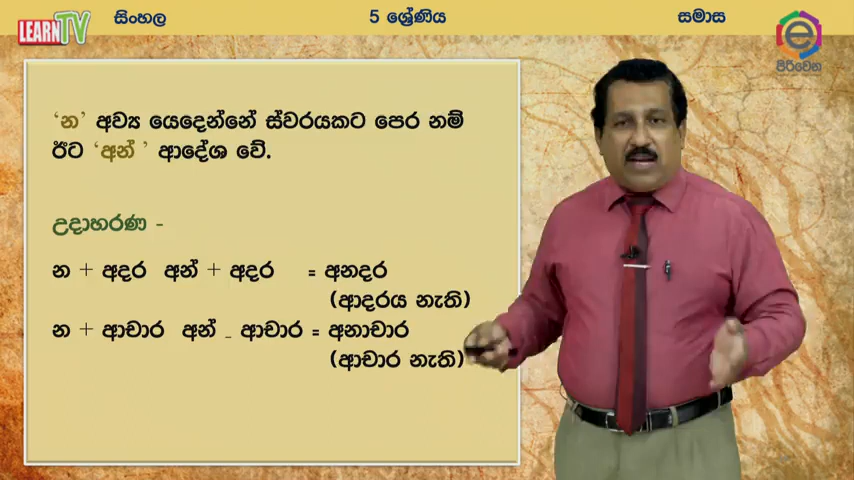 LEARN TV
සිංහල
5 ශ්‍රේණිය
සමාස
e
පිරිවෙන
‘න’ අව්‍ය යෙදෙන්නේ ස්වරයකට පෙර නම්
ඊට ‘අන් ’ ආදේශ වේ.
උදාහරණ -
න + අදර අන් + අදර = අනදර
(ආදරය නැති)
න + ආචාර අන් - ආචාර = අනාචාර
(ආචාර නැති)